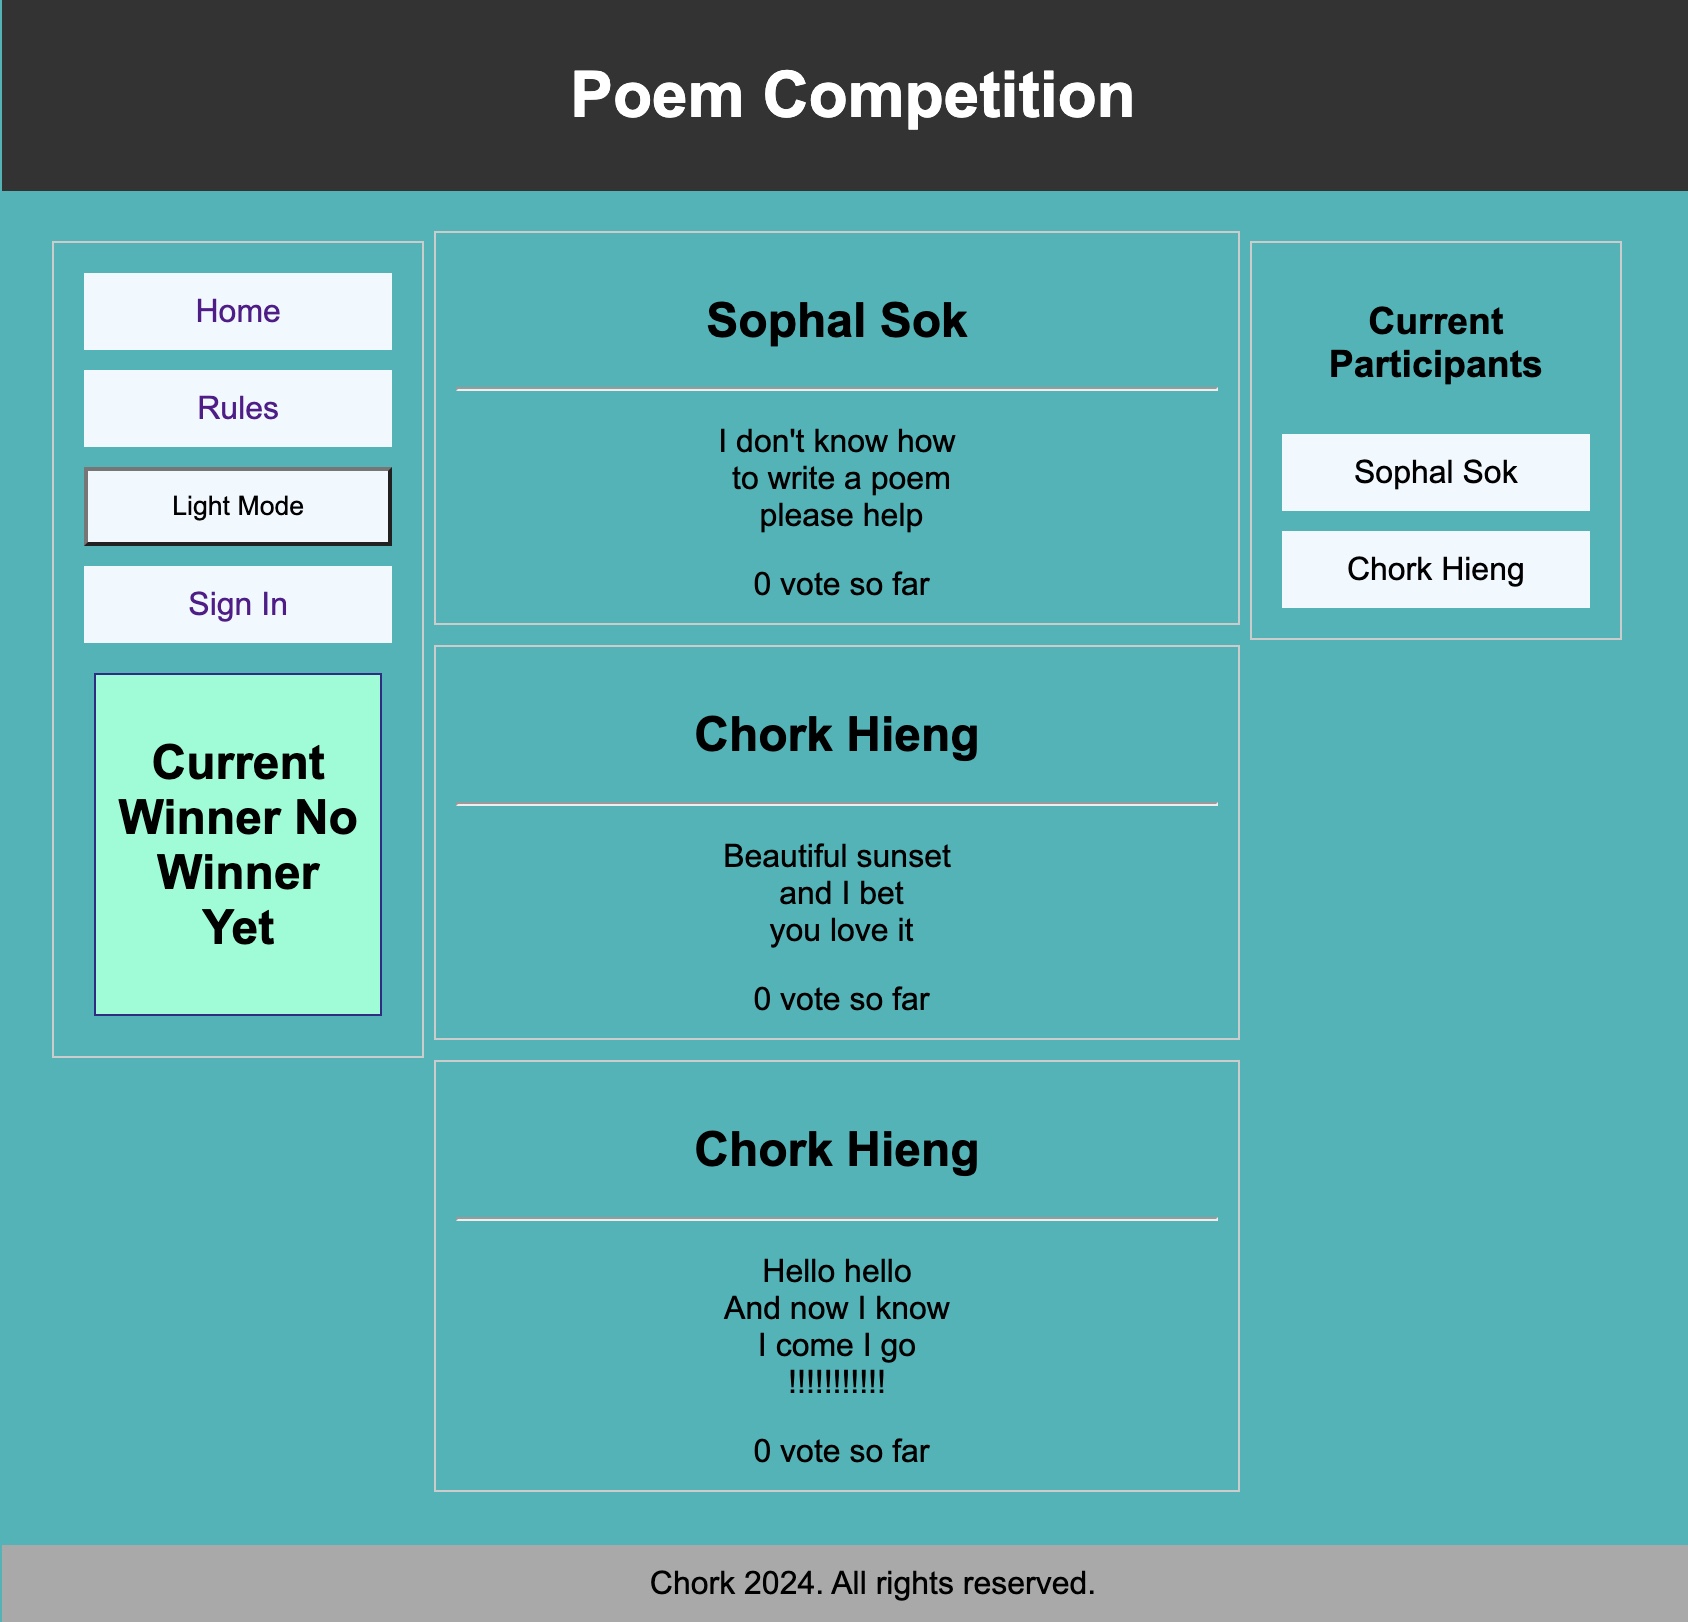 Poem Competition
Home
Rules
Light Mode
Sign In
Current
Winner No
Winner
Yet
Sophal Sok
I don't know how
to write a poem
please help
0 vote so far
Chork Hieng
Beautiful sunset
and I bet
you love it
0 vote so far
Chork Hieng
Hello hello
And now I know
I come I go
!!!!!!!!!!!
0 vote so far
Current
Participants
Sophal Sok
Chork Hieng
Chork 2024. All rights reserved.